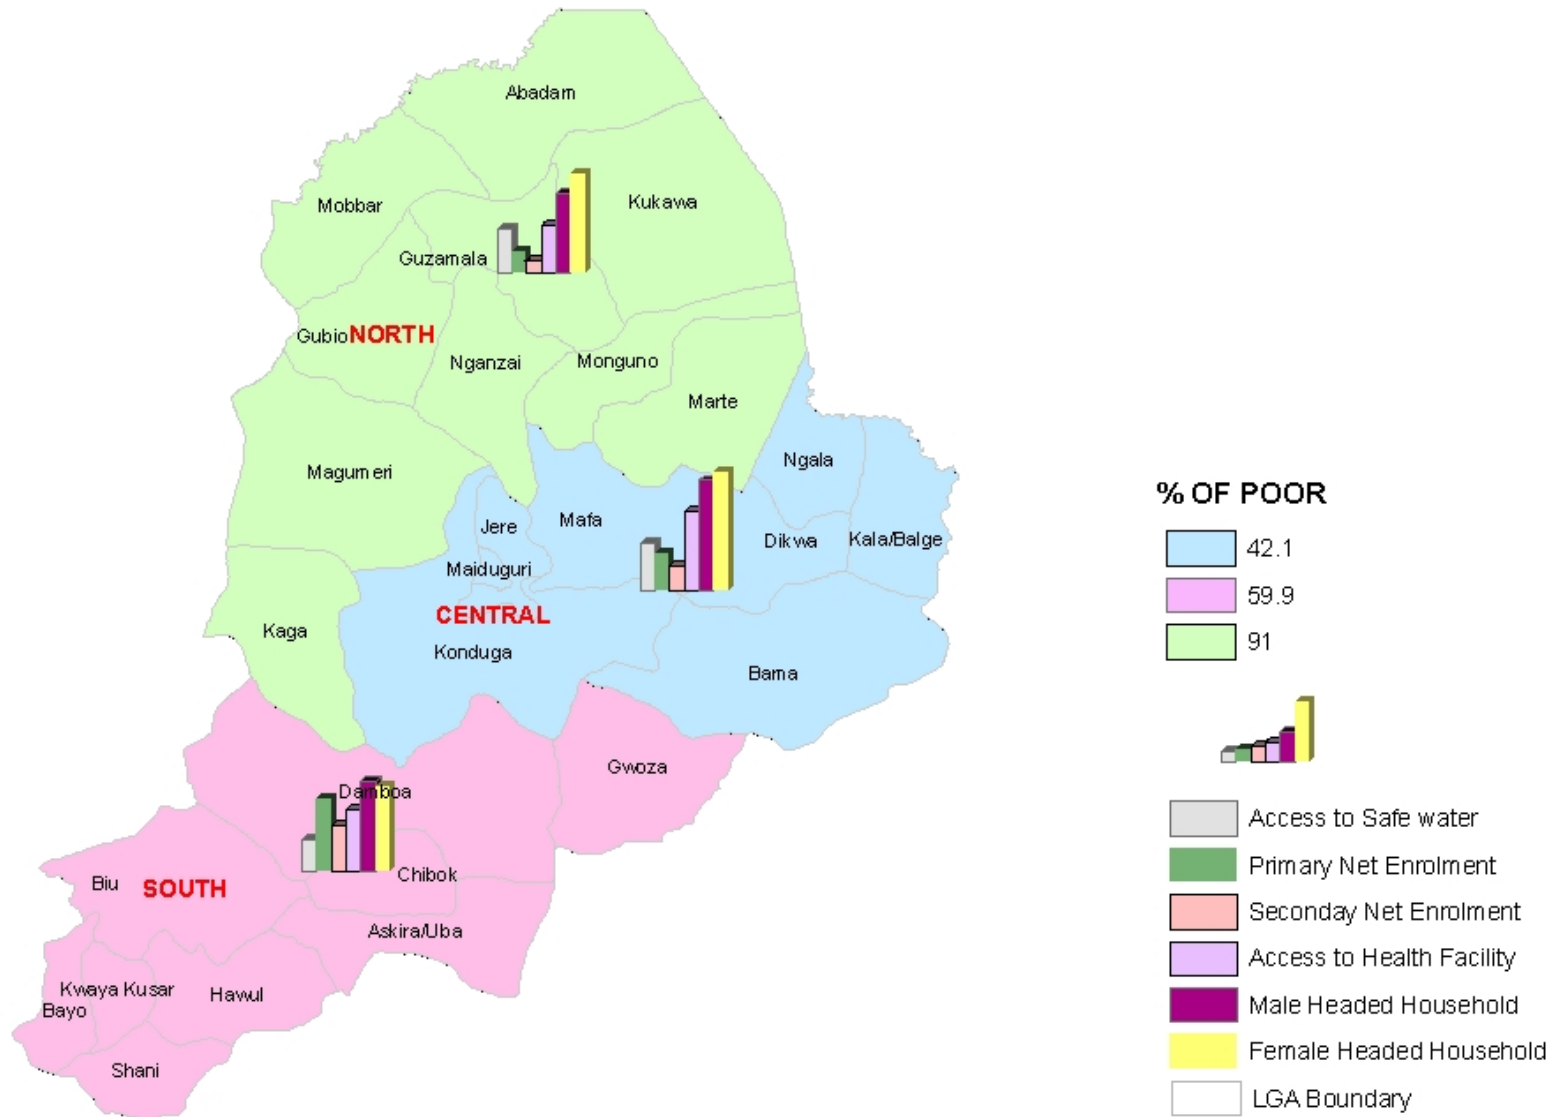 Abadam
Mobbar
Kukawa
Guzamala
Gubio
NORTH
Nganzai
Monguno
Marte
Magumeri
Ngala
Jere
Mafa
Dikwa
Kala/Balge
Maiduguri
CENTRAL
Kaga
Konduga
Bama
Gwoza
Damboa
Chibok
Biu
SOUTH
Askira/Uba
Kwaya Kusar
Hawul
Bayo
Shani
% OF POOR
42.1
59.9
91
Access to Safe water
Primary Net Enrolment
Seconday Net Enrolment
Access to Health Facility
Male Headed Household
Female Headed Household
LGA Boundary